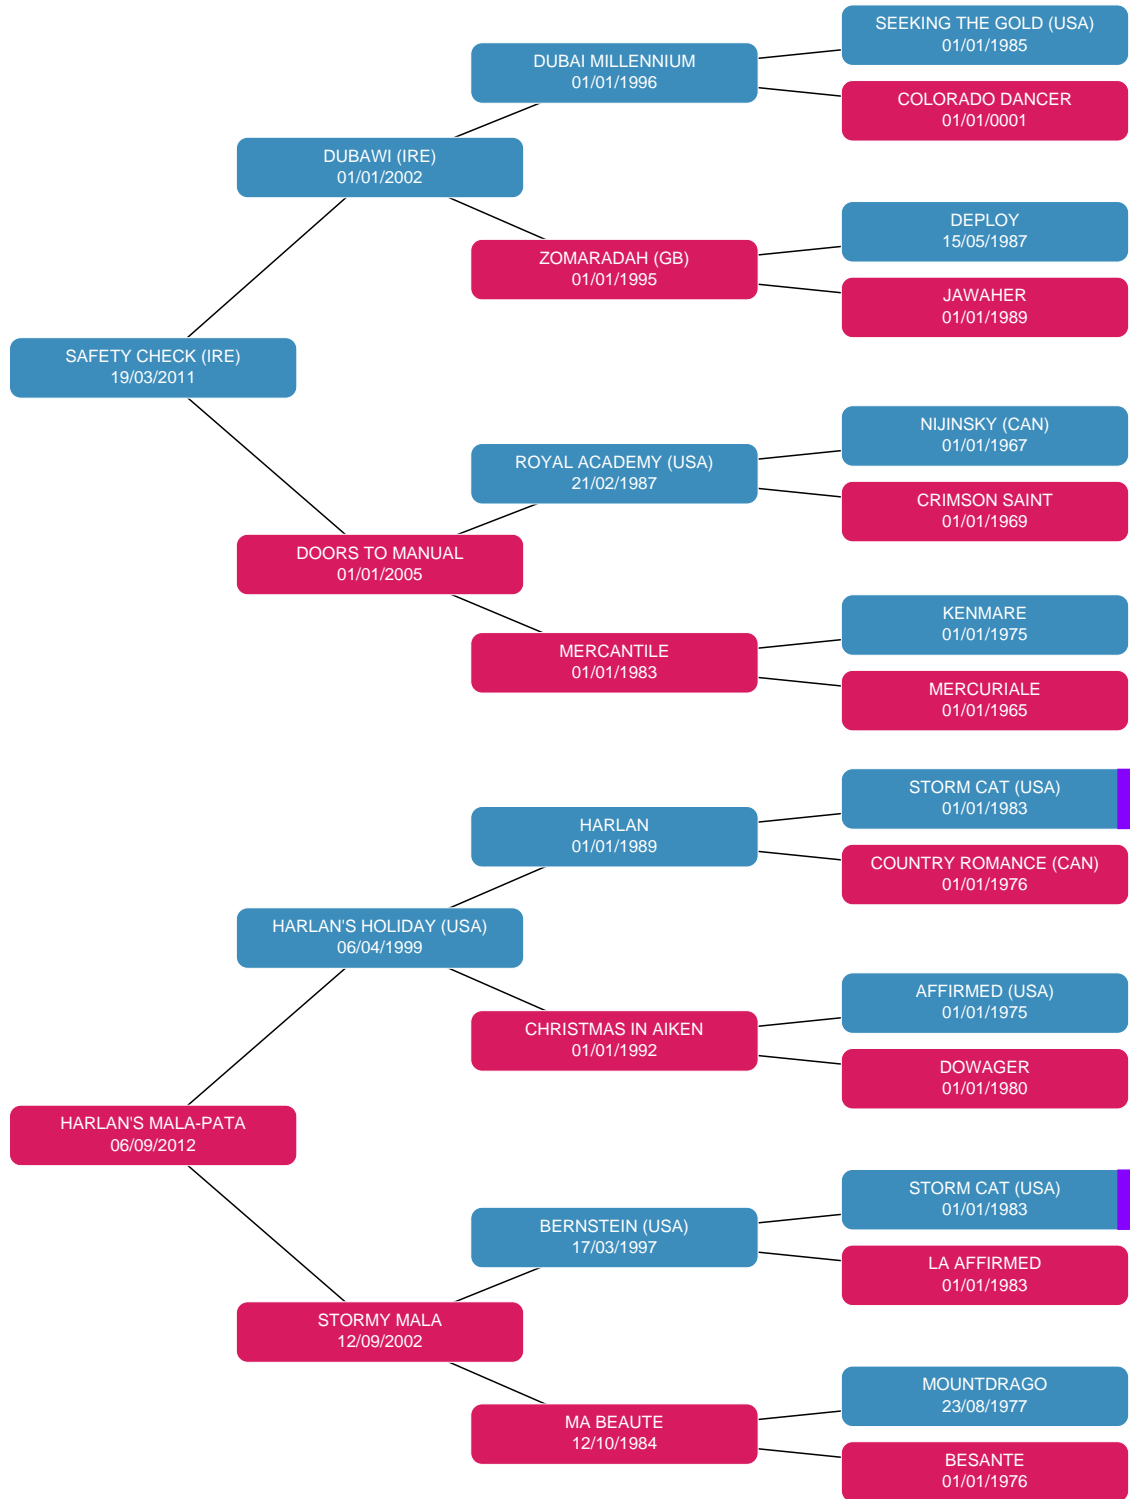 SEEKING THE GOLD (USA)
01/01/1985
DUBAI MILLENNIUM
01/01/1996
COLORADO DANCER
01/01/0001
DUBAWI (IRE)
01/01/2002
DEPLOY
15/05/1987
ZOMARADAH (GB)
01/01/1995
JAWAHER
01/01/1989
SAFETY CHECK (IRE)
19/03/2011
NIJINSKY (CAN)
01/01/1967
ROYAL ACADEMY (USA)
21/02/1987
CRIMSON SAINT
01/01/1969
DOORS TO MANUAL
01/01/2005
KENMARE
01/01/1975
MERCANTILE
01/01/1983
MERCURIALE
01/01/1965
STORM CAT (USA)
01/01/1983
HARLAN
01/01/1989
COUNTRY ROMANCE (CAN)
01/01/1976
HARLAN'S HOLIDAY (USA)
06/04/1999
AFFIRMED (USA)
01/01/1975
CHRISTMAS IN AIKEN
01/01/1992
DOWAGER
01/01/1980
HARLAN'S MALA-PATA
06/09/2012
STORM CAT (USA)
01/01/1983
BERNSTEIN (USA)
17/03/1997
LA AFFIRMED
01/01/1983
STORMY MALA
12/09/2002
MOUNTDRAGO
23/08/1977
MA BEAUTE
12/10/1984
BESANTE
01/01/1976